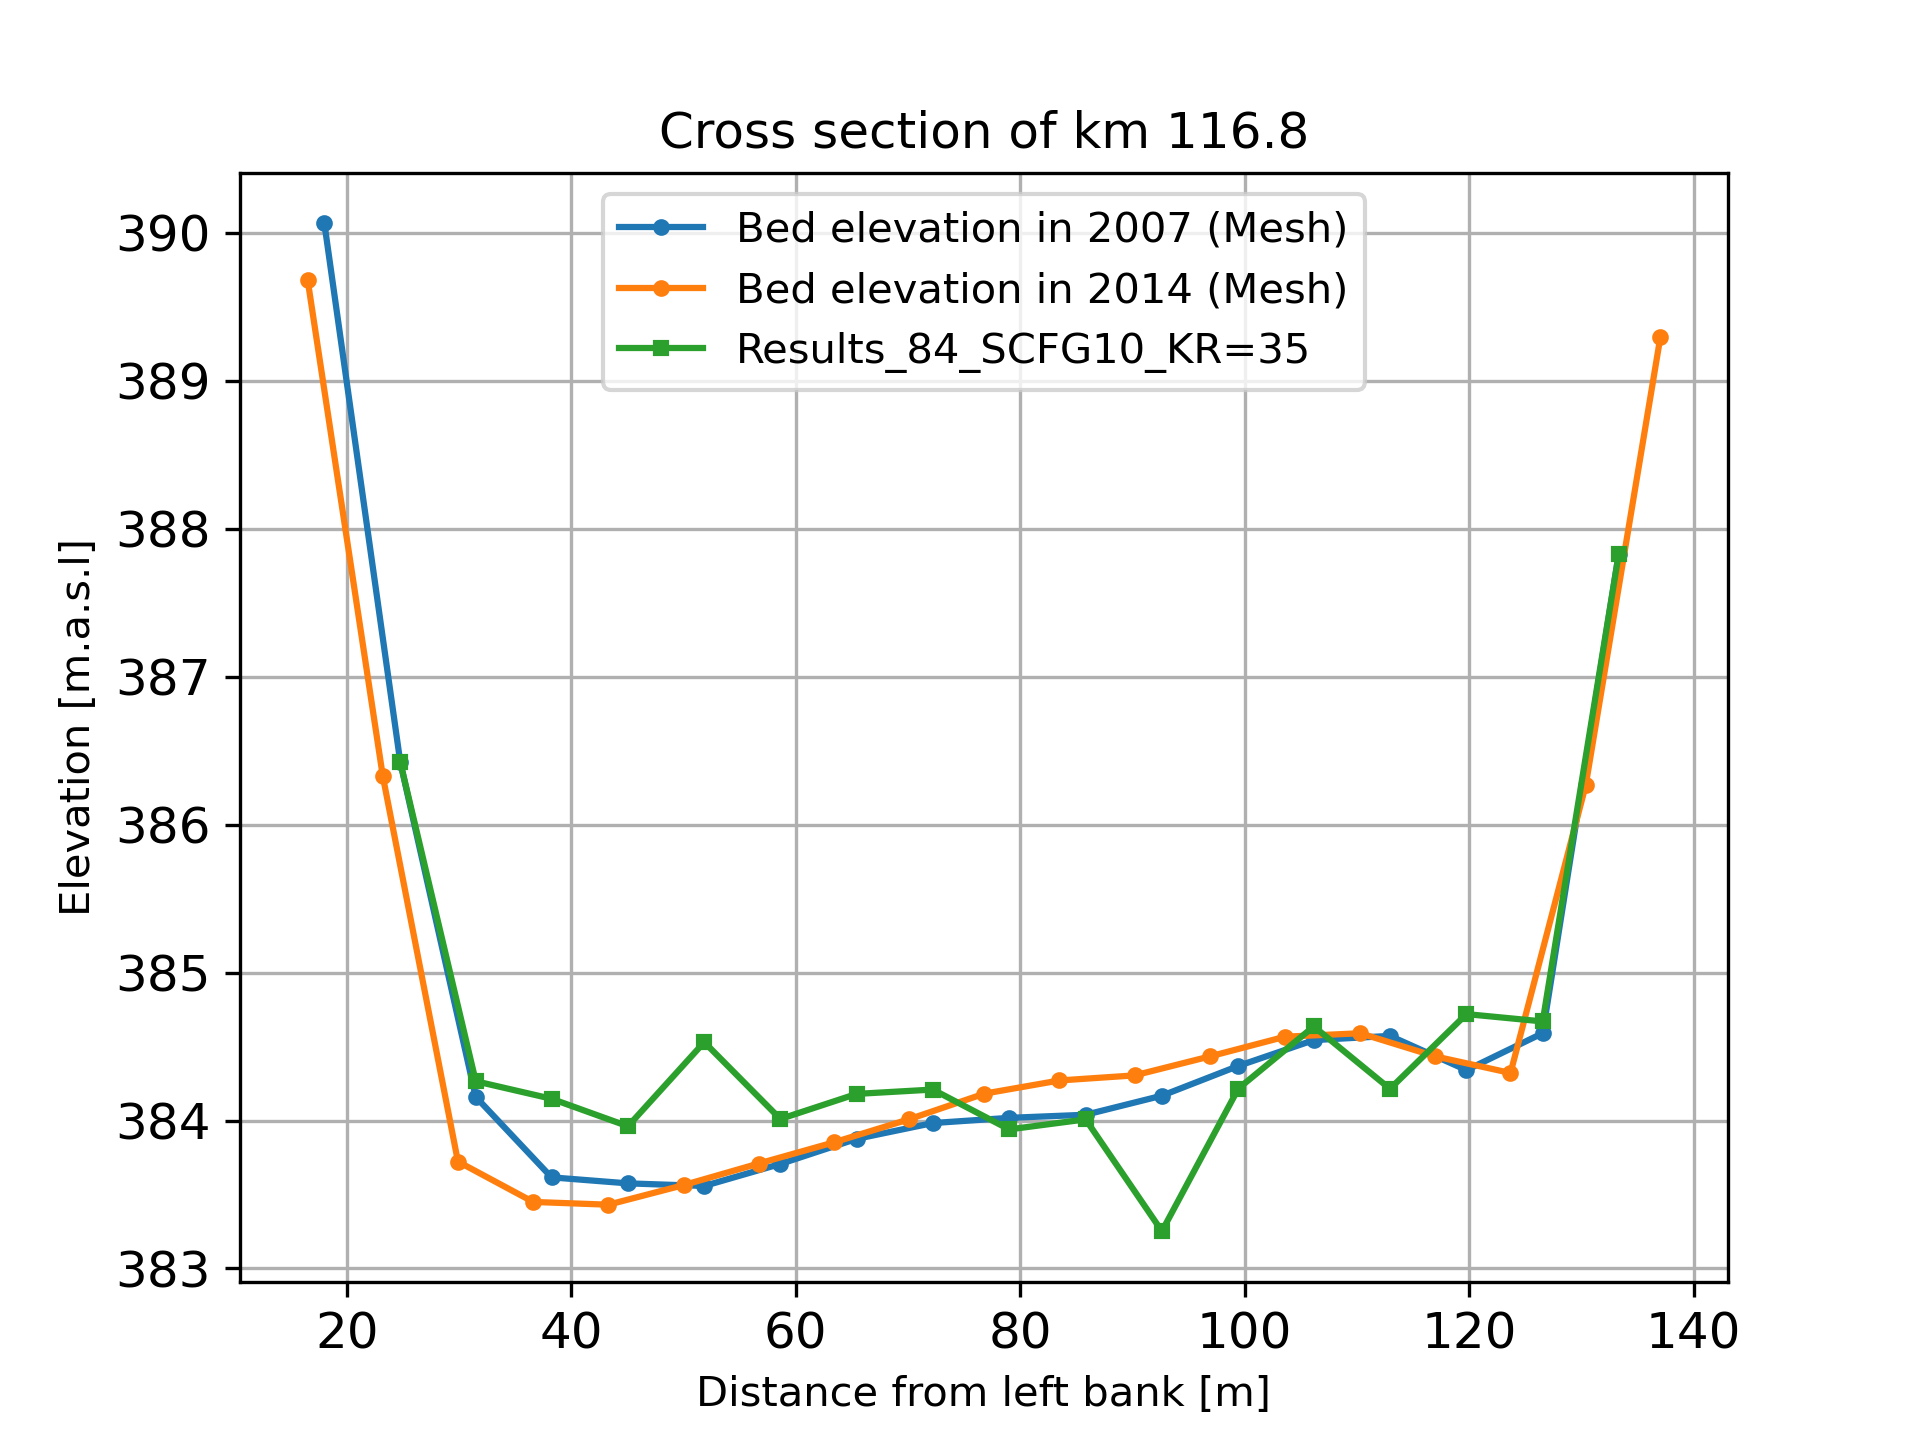 Cross section of km 116.8
Bed elevation in 2007 (Mesh)
Bed elevation in 2014 (Mesh)
Results_84_SCFG10_KR=35
Elevation [m.a.s.l]
390
389
388
387
386
385
384
383
20 40 60 80 100 120 140
Distance from left bank [m]